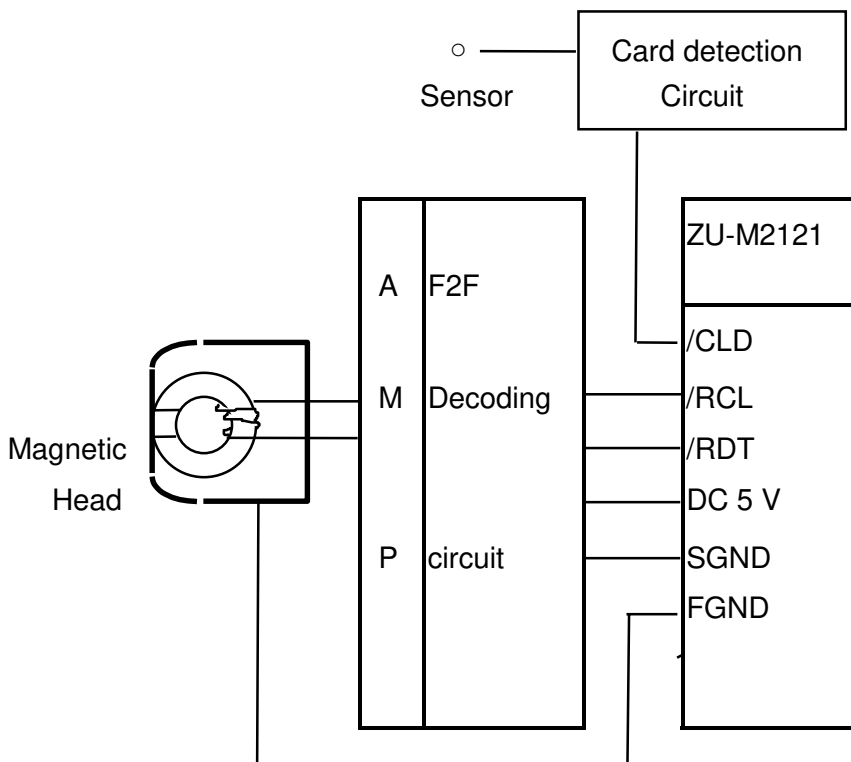 Card detection
Circuit
Sensor
ZU-M2121
A
F2F
/CLD
M
Decoding
/RCL
/RDT
Magnetic
Head
DC 5 V
P
circuit
SGND
FGND